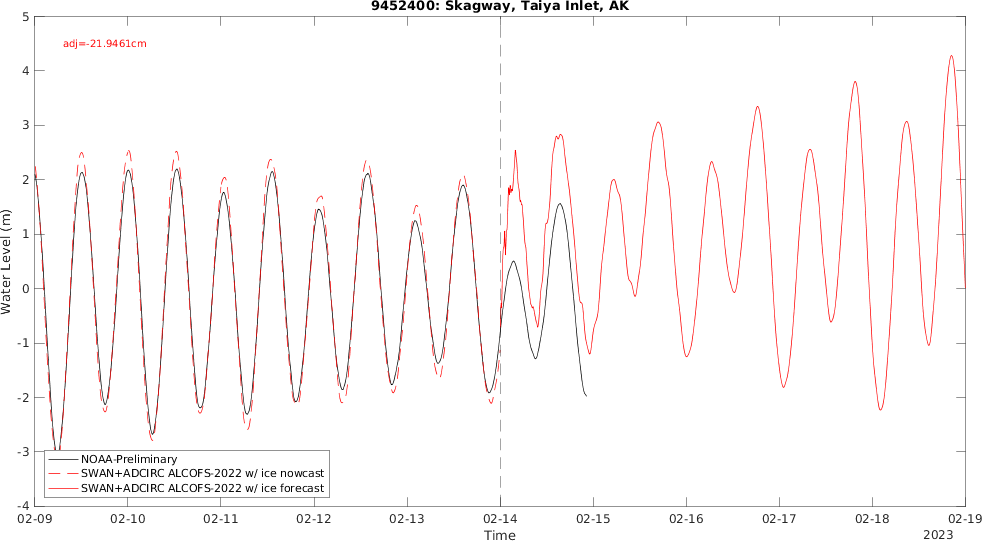 9452400: Skagway, Taiya Inlet, AK
adj=-21.9461cm
5
4
3
2
1
0
-1
-2
-3
-4
Water Level (m)
NOAA-Preliminary
SWAN+ADCIRC ALCOFS-2022 w/ ice nowcast
SWAN+ADCIRC ALCOFS-2022 w/ ice forecast
02-09 02-10 02-11 02-12 02-13 02-14 02-15 02-16 02-17 02-18 02-19
Time
2023